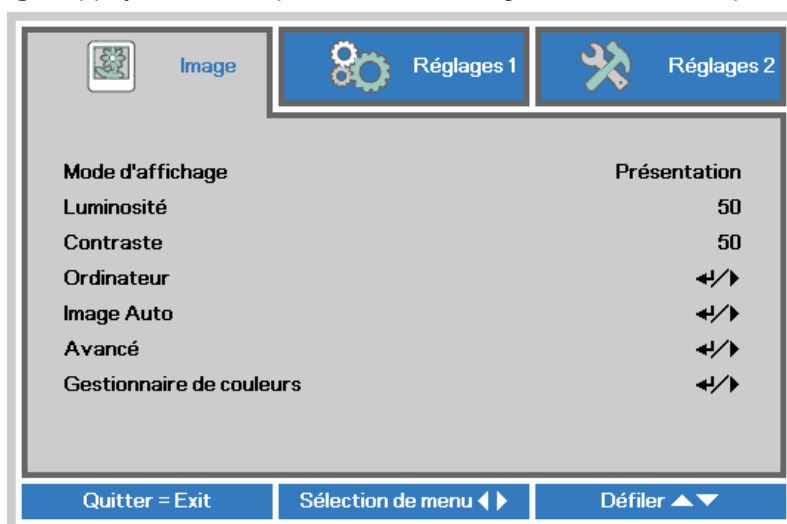 Image Réglages 1 Réglages 2
Mode d'affichage Présentation
Luminosité 50
Contraste 50
Ordinateur
Image Auto
Avancé
Gestionnaire de couleurs
Quitter = Exit Sélection de menu Défiler